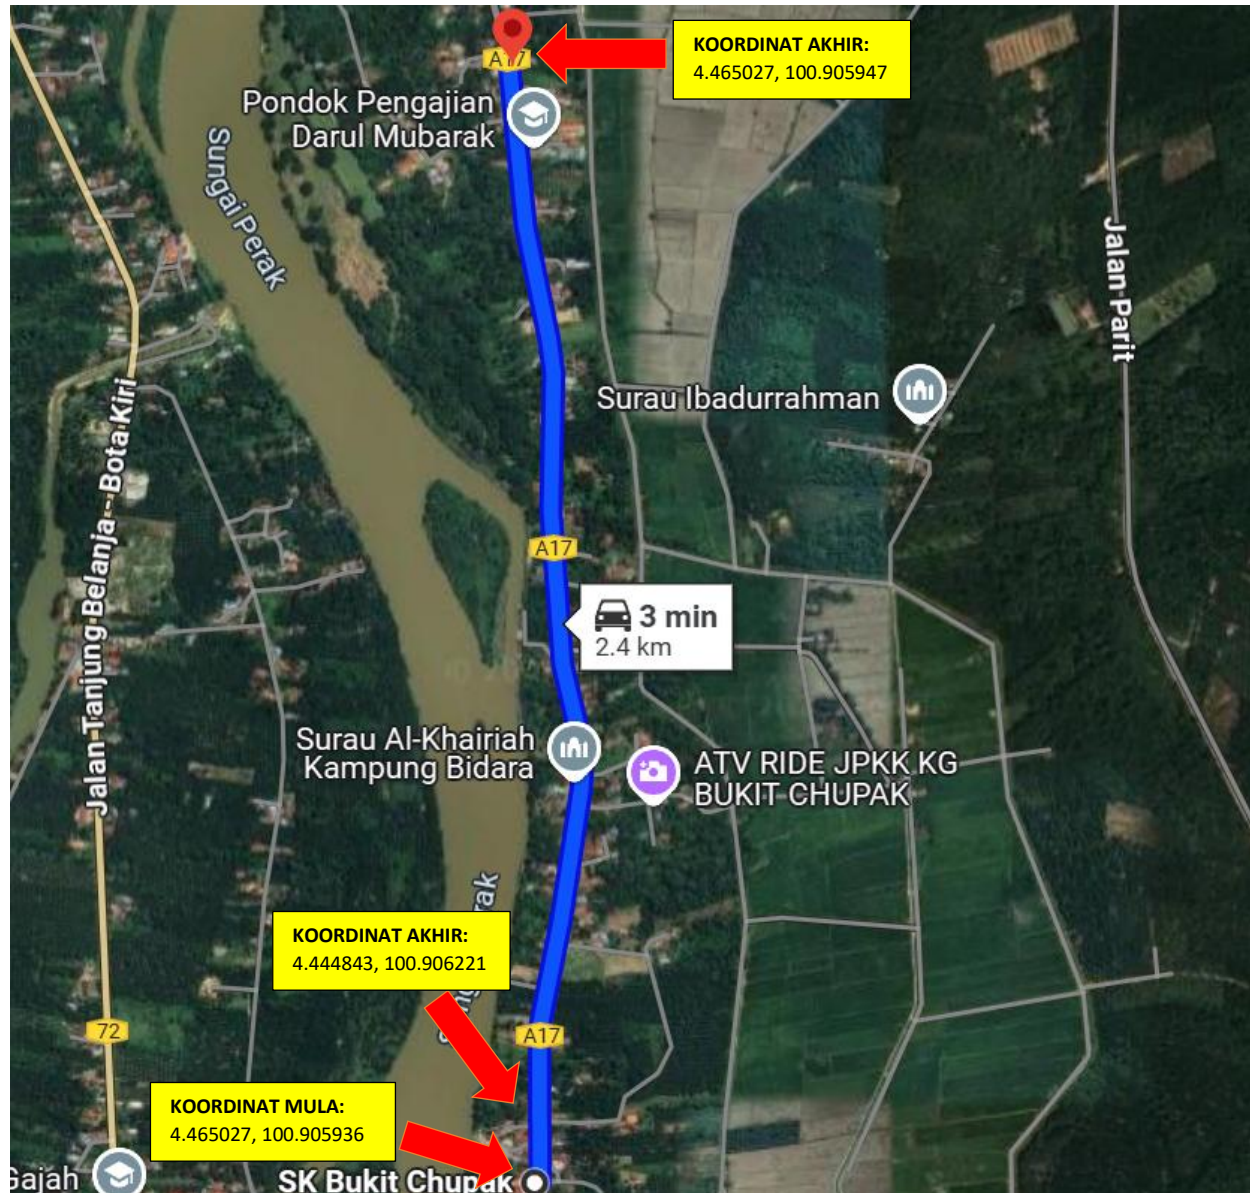 KOORDINAT AKHIR:
4.465027, 100.905947
A17
Pondok Pengajian
Darul Mubarak
Sungai Perak
Jalan Parit
Surau Ibadurrahman
Jalan Tanjung Belanja - Bota Kiri
A17
3 min
2.4 km
Surau Al-Khairiah
Kampung Bidara
ATV RIDE JPKK KG
BUKIT CHUPAK
KOORDINAT AKHIR:
4.444843, 100.906221
72
A17
KOORDINAT MULA:
4.465027, 100.905936
Gajah
SK Bukit Chupak